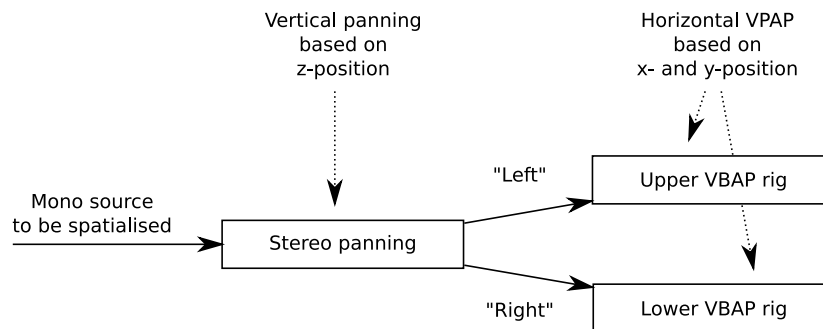 Vertical panning
based on
z-position
Horizontal VPAP
based on
x- and y-position
Mono source
to be spatialised
Stereo panning
"Left"
Upper VBAP rig
"Right"
Lower VBAP rig